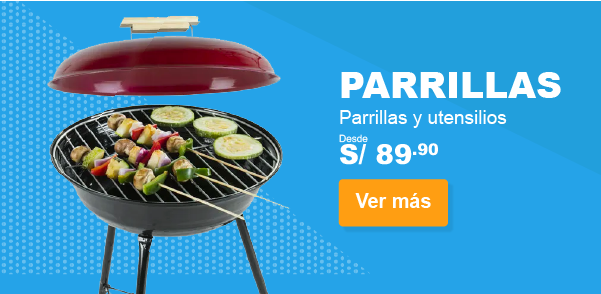 PARRILLAS
Parrillas y utensilios
Desde
S/ 89.90
Ver más